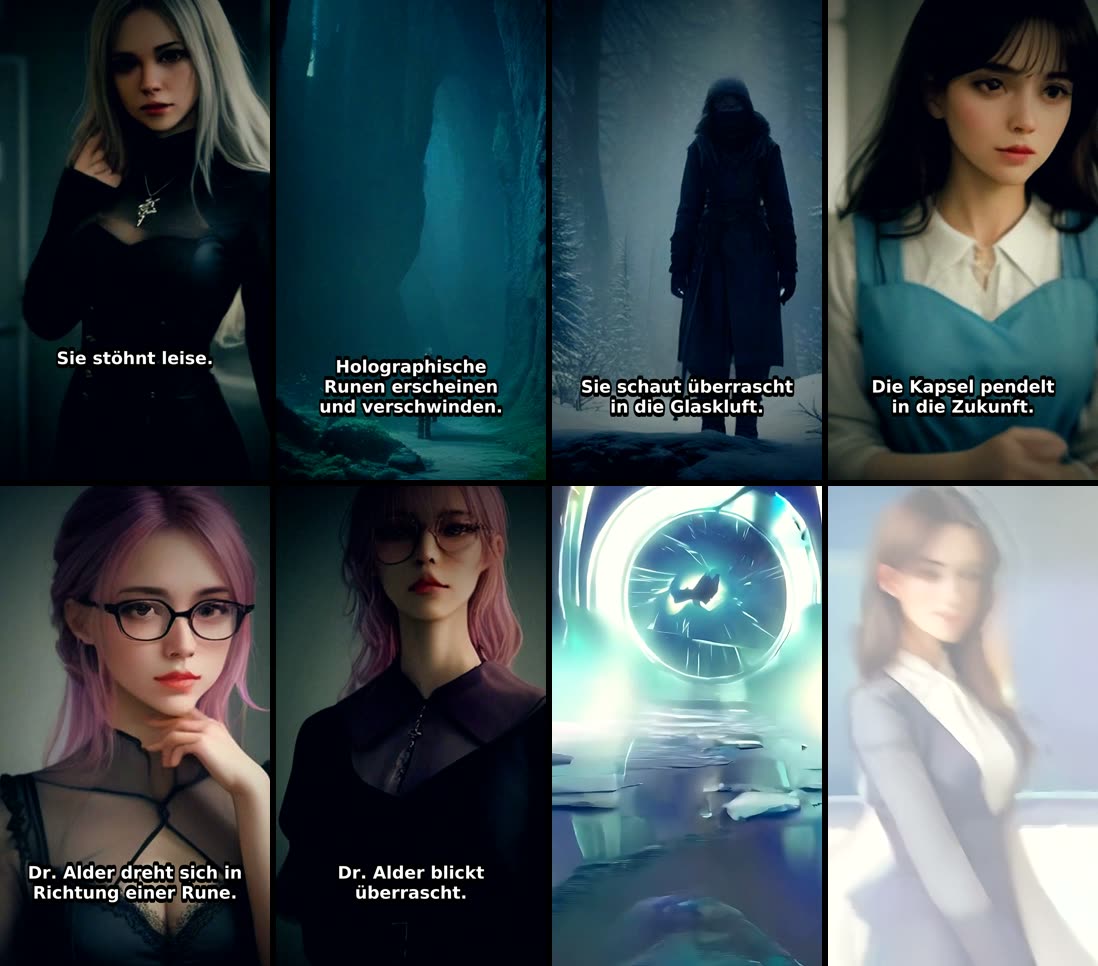 Sie stöhnt leise.
Holographische
Runen erscheinen
und verschwinden.
Sie schaut überrascht
in die Glaskluft.
Die Kapsel pendelt
in die Zukunft.
Dr. Alder dreht sich in
Richtung einer Rune.
Dr. Alder blickt
überrascht.